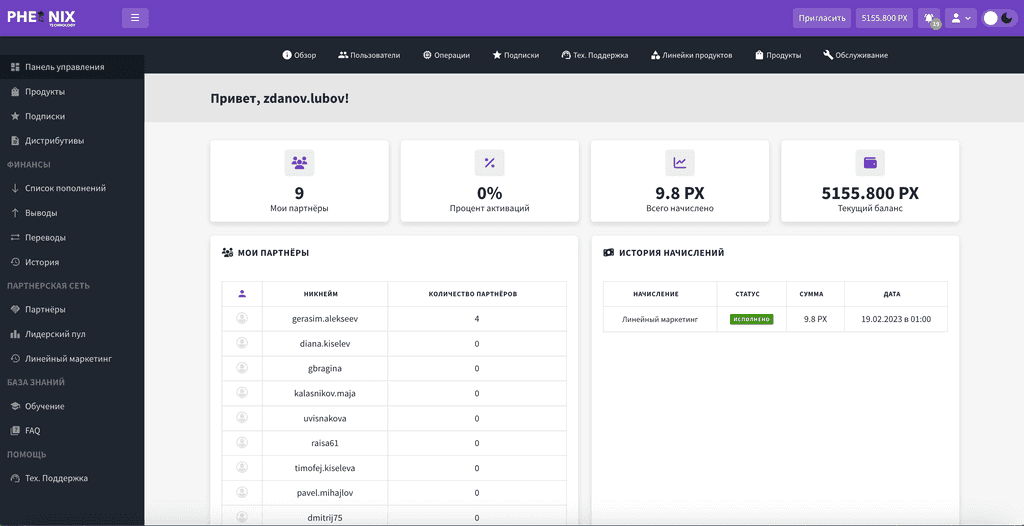 PHEONIX
TECHNOLOGY
Пригласить
5155.800 PX
19
Обзор
Пользователи
Операции
Подписки
Тех. Поддержка
Линейки продуктов
Продукты
Обслуживание
Панель управления
Продукты
Подписки
Дистрибутивы
ФИНАНСЫ
Список пополнений
Выводы
Переводы
История
ПАРТНЕРСКАЯ СЕТЬ
Партнёры
Лидерский пул
Линейный маркетинг
БАЗА ЗНАНИЙ
Обучение
FAQ
ПОМОЩЬ
Тех. Поддержка
Привет, zdanov.lubov!
9
Мои партнёры
0%
Процент активаций
9.8 PX
Всего начислено
5155.800 PX
Текущий баланс
МОИ ПАРТНЁРЫ
НИКНЕЙМ КОЛИЧЕСТВО ПАРТНЁРОВ
gerasim.alekseev 4
diana.kiselev 0
gbragina 0
kalasnikov.maja 0
uvisnakova 0
raisa61 0
timofej.kiseleva 0
pavel.mihajlov 0
dmitrij75 0
ИСТОРИЯ НАЧИСЛЕНИЙ
НАЧИСЛЕНИЕ СТАТУС СУММА ДАТА
Линейный маркетинг ИСПОЛНЕНО 9.8 PX 19.02.2023 в 01:00